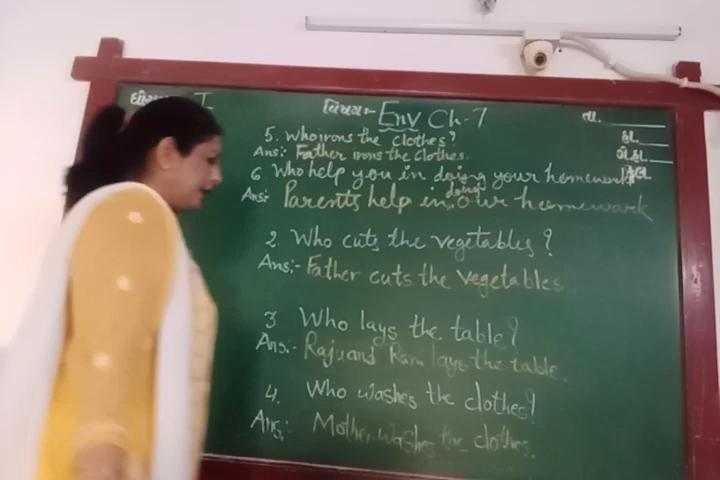 ધોરણ:- I
વિષય:- Env Ch-7
તા.
5. Who irons the clothes?
Ans:- Father irons the clothes.
6. Who help you in doing your homework?
Ans:- Parents help in doing our homewark
2. Who cuts the vegetables?
Ans:- Father cuts the vegetables
3. Who lays the table?
Ans:- Raju and Ram lays the table.
4. Who washes the clothes?
Ans:- Mother washes the clothes.